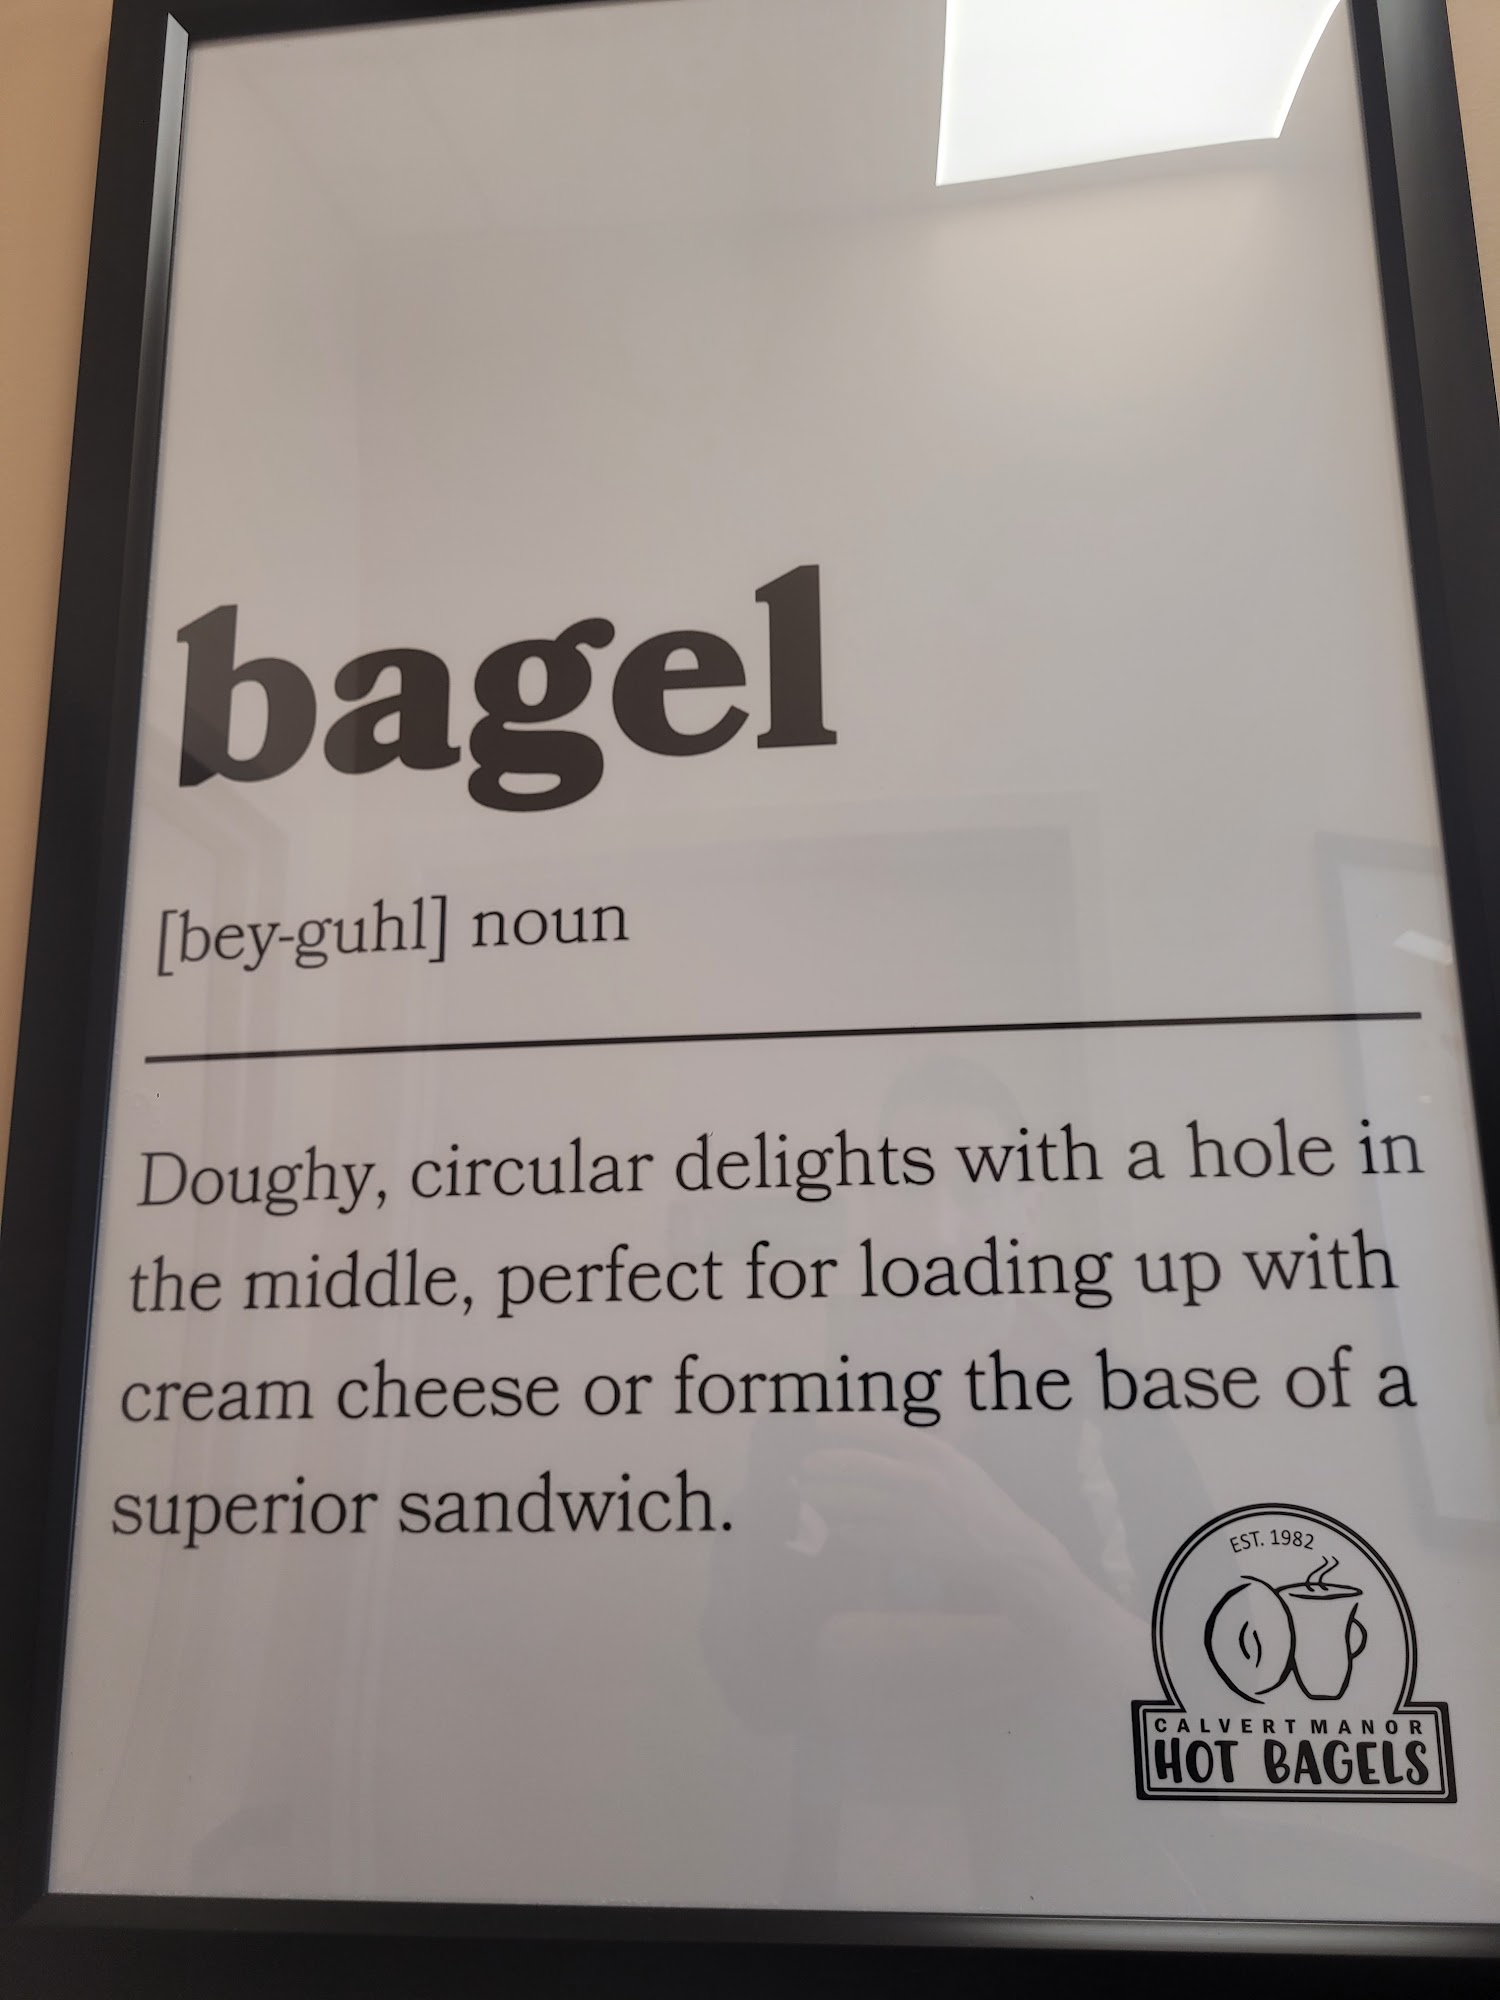 bagel
[bey-guhl] noun
Doughy, circular delights with a hole in
the middle, perfect for loading up with
cream cheese or forming the base of a
superior sandwich.
EST. 1982
CALVERT MANOR
HOT BAGELS